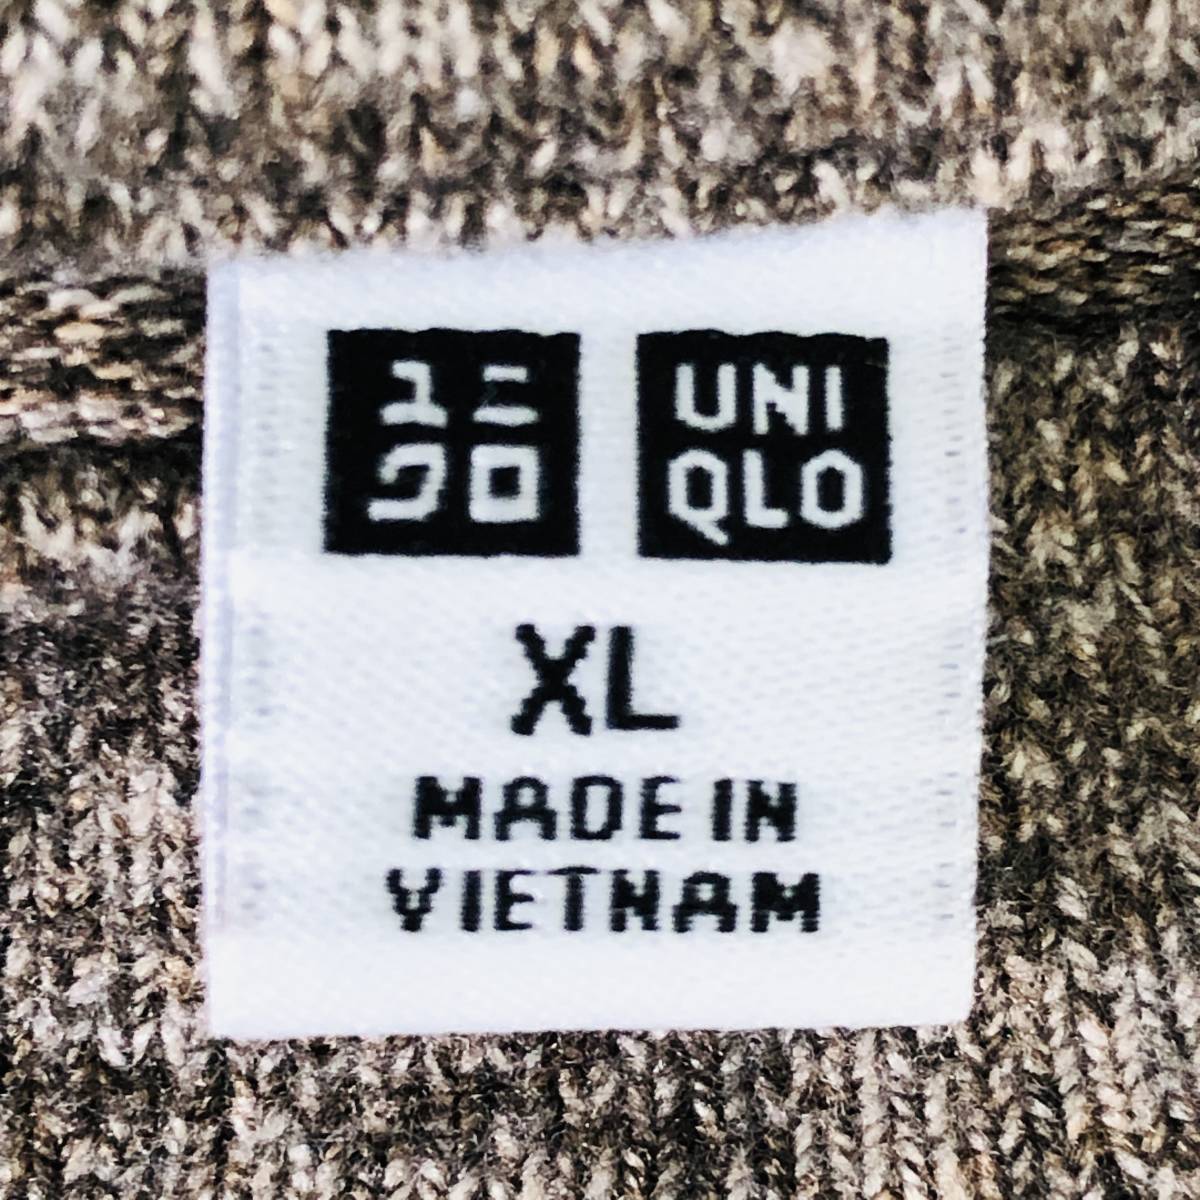 ユニ
クロ
UNI
QLO
XL
MADE IN
VIETNAM